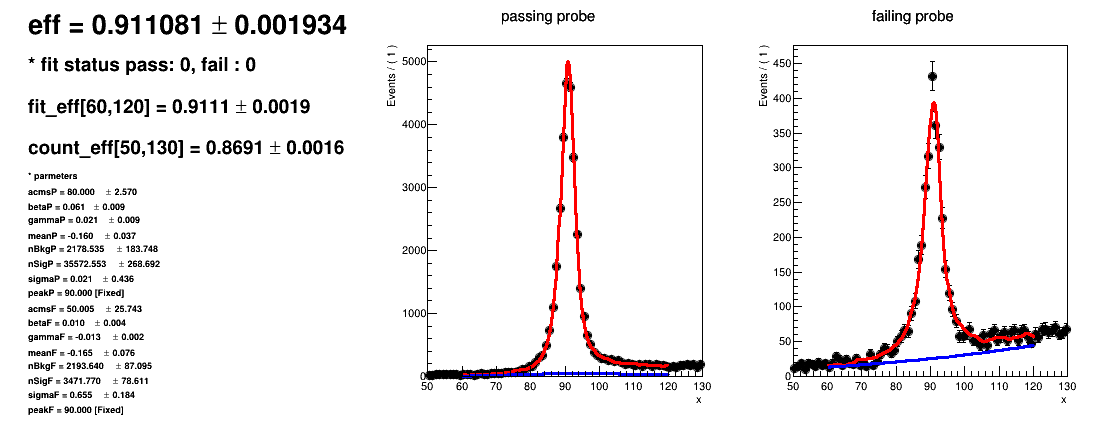 eff = 0.911081 ± 0.001934
* fit status pass: 0, fail : 0
fit_eff[60,120] = 0.9111 ± 0.0019
count_eff[50,130] = 0.8691 ± 0.0016
* parmeters
acmsP = 80.000 ± 2.570
betaP = 0.061 ± 0.009
gammaP = 0.021 ± 0.009
meanP = -0.160 ± 0.037
nBkgP = 2178.535 ± 183.748
nSigP = 35572.553 ± 268.692
sigmaP = 0.021 ± 0.436
peakP = 90.000 [Fixed]
acmsF = 50.005 ± 25.743
betaF = 0.010 ± 0.004
gammaF = -0.013 ± 0.002
meanF = -0.165 ± 0.076
nBkgF = 2193.640 ± 87.095
nSigF = 3471.770 ± 78.611
sigmaF = 0.655 ± 0.184
peakF = 90.000 [Fixed]
passing probe
Events / ( 1 )
5000
4000
3000
2000
1000
0
50 60 70 80 90 100 110 120 130
x
failing probe
Events / ( 1 )
450
400
350
300
250
200
150
100
50
0
50 60 70 80 90 100 110 120 130
x